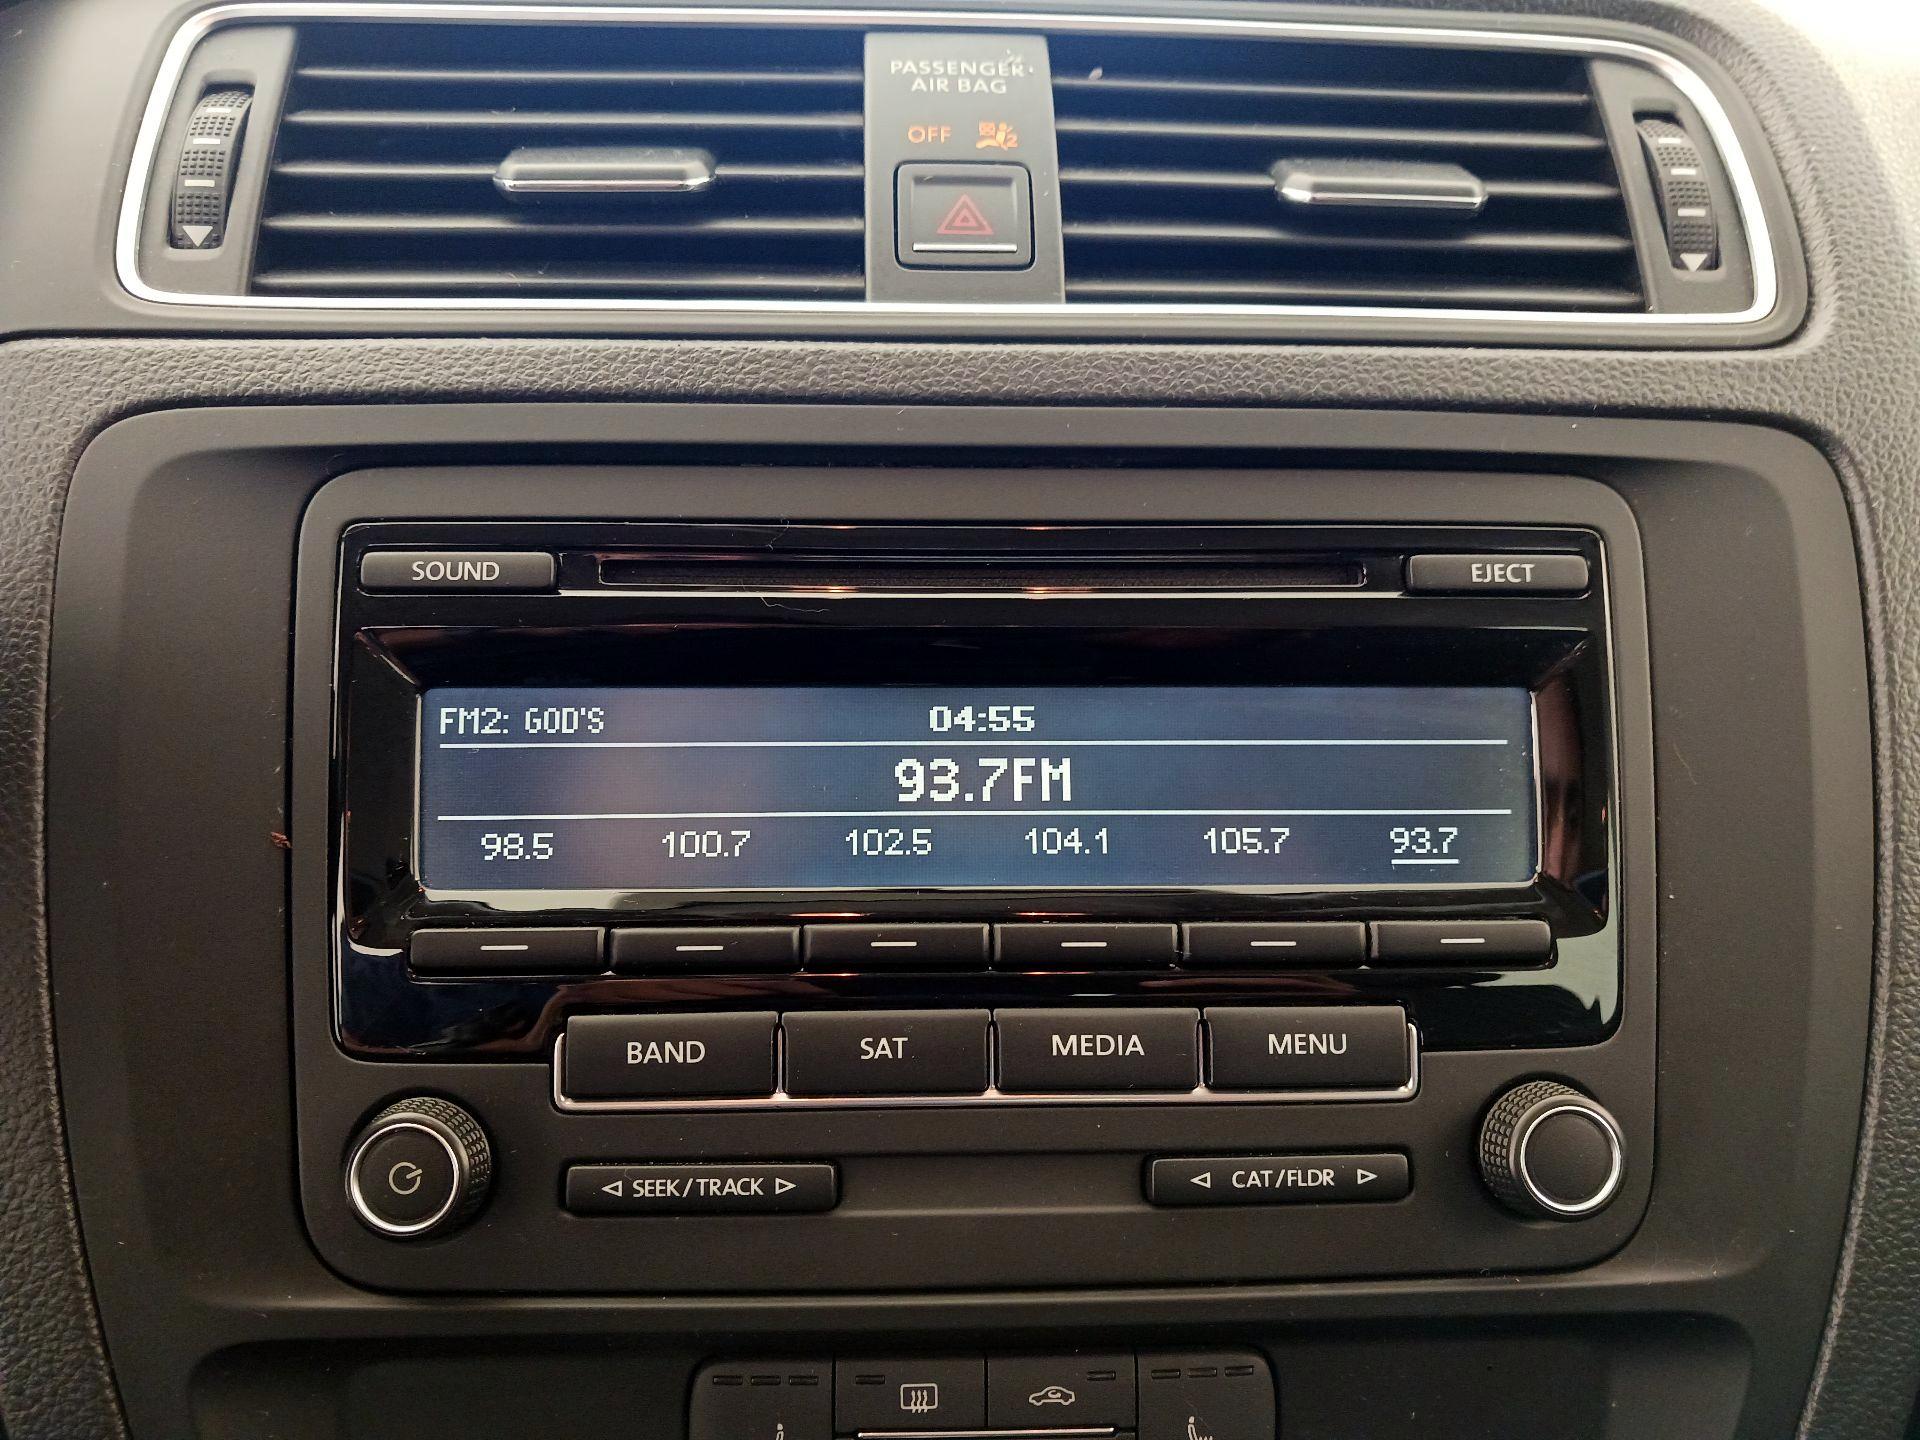 PASSENGER
AIR BAG
OFF
SOUND
EJECT
FM2: GOD'S 04:55
93.7FM
98.5 100.7 102.5 104.1 105.7 93.7
BAND SAT MEDIA MENU
SEEK/TRACK CAT/FLDR